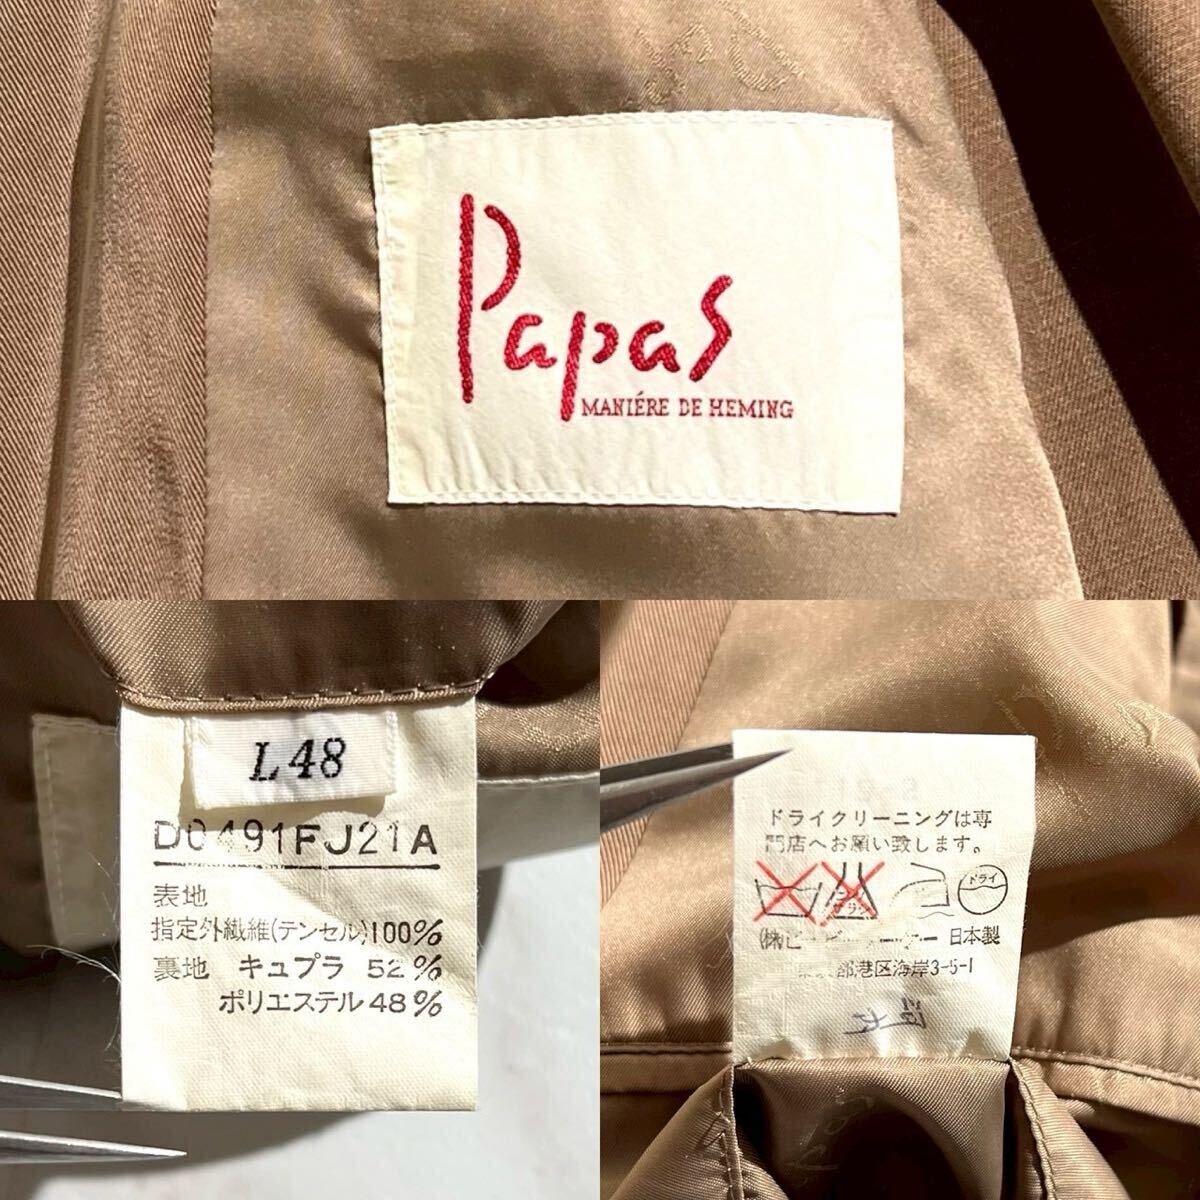 Papas
MANIÉRE DE HEMING
L48
D0491FJ21A
表地
指定外繊維(テンセル)100%
裏地 キュプラ 52%
ポリエステル48%
ドライクリーニングは専
門店へお願い致します。
ドライ
日本製
東京都港区海岸3-5-1